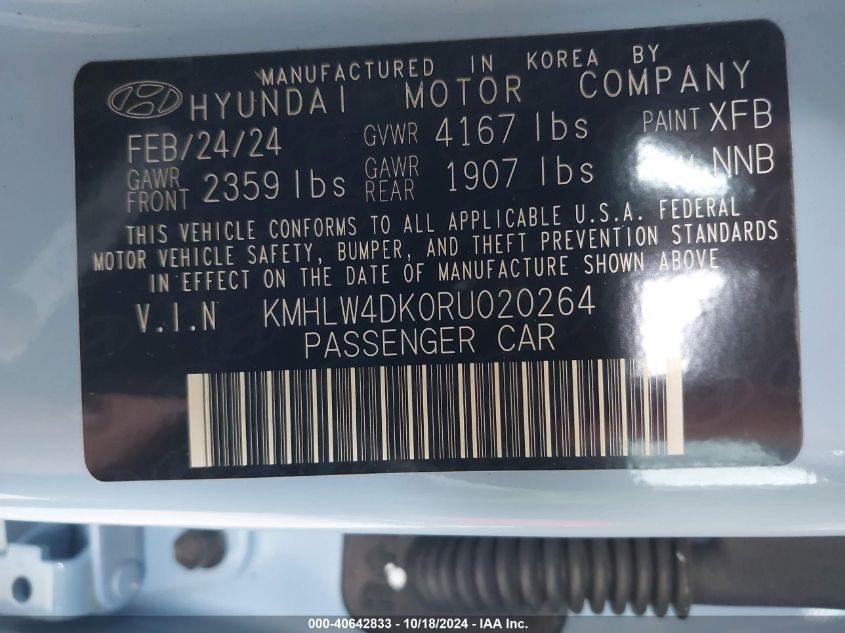 MANUFACTURED IN KOREA BY
HYUNDAI MOTOR COMPANY
FEB/24/24 GVWR 4167 lbs PAINT XFB
GAWR FRONT 2359 lbs GAWR REAR 1907 lbs NNB
THIS VEHICLE CONFORMS TO ALL APPLICABLE U.S.A. FEDERAL
MOTOR VEHICLE SAFETY, BUMPER, AND THEFT PREVENTION STANDARDS
IN EFFECT ON THE DATE OF MANUFACTURE SHOWN ABOVE
V.I.N KMHLW4DK0RU020264
PASSENGER CAR
000-40642833 - 10/18/2024 - IAA Inc.